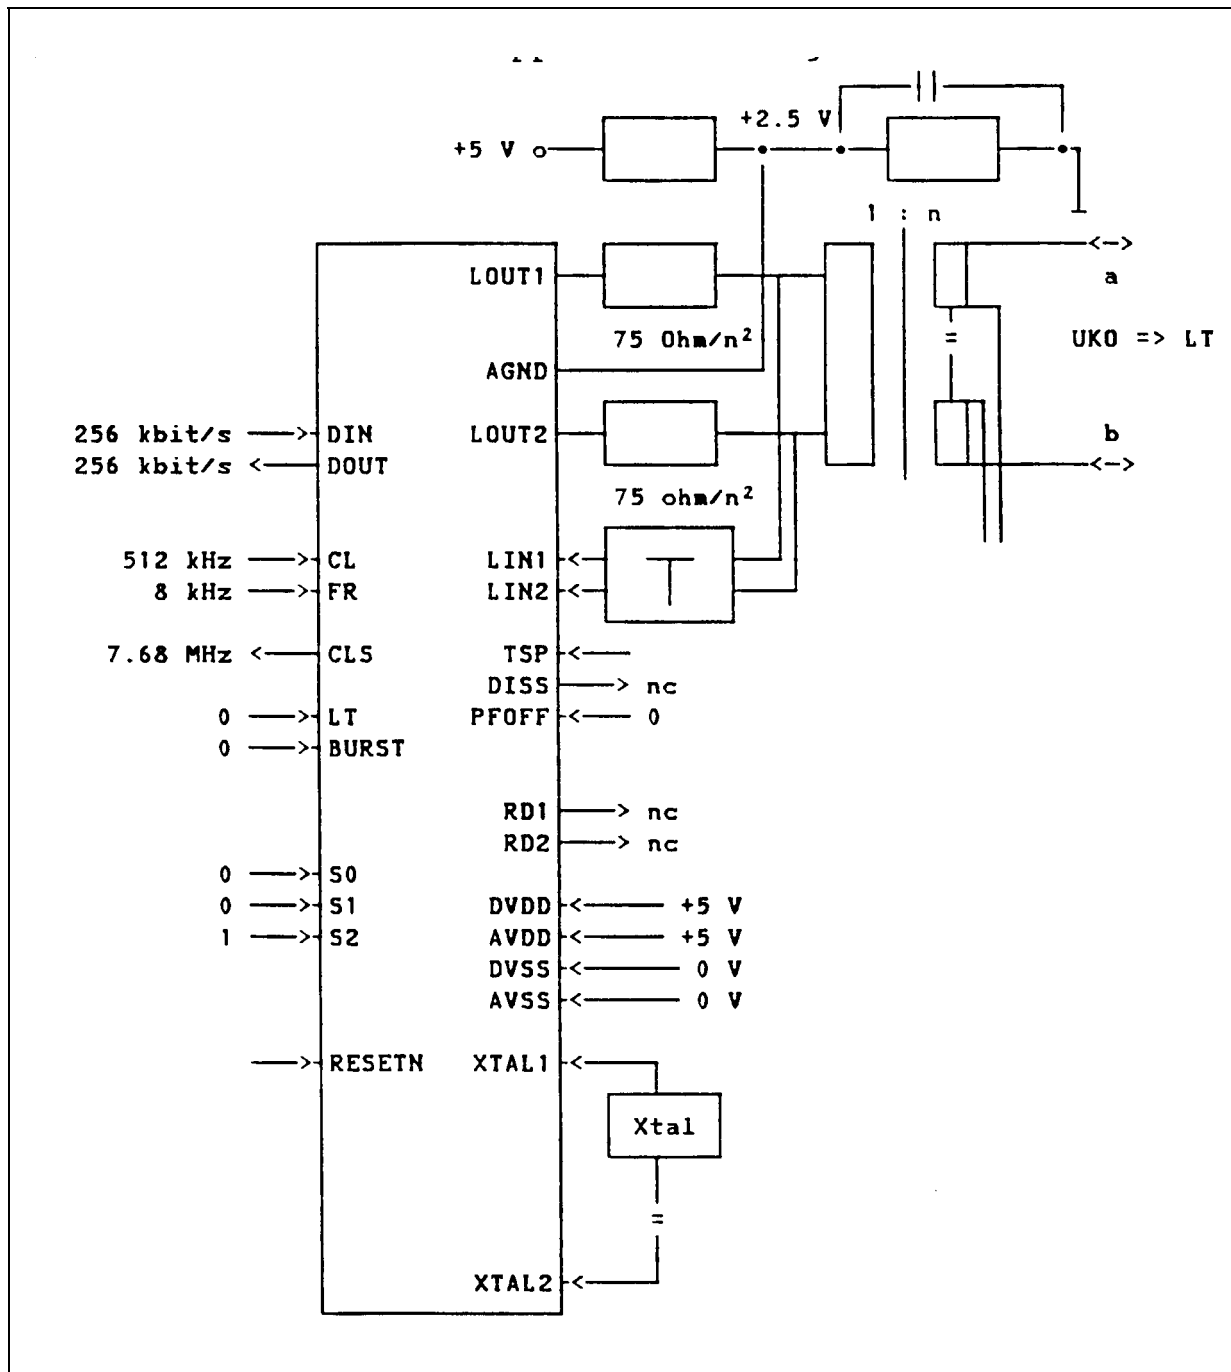 +2.5 V
+5 V
1 : n
LOUT1
a
75 Ohm/n²
UK0 => LT
AGND
256 kbit/s DIN LOUT2 b
256 kbit/s DOUT
75 ohm/n²
512 kHz CL LIN1
8 kHz FR LIN2
7.68 MHz CLS TSP
DISS nc
0 LT PFOFF 0
0 BURST
RD1 nc
RD2 nc
0 S0
0 S1 DVDD +5 V
1 S2 AVDD +5 V
DVSS 0 V
AVSS 0 V
RESETN XTAL1
Xtal
XTAL2